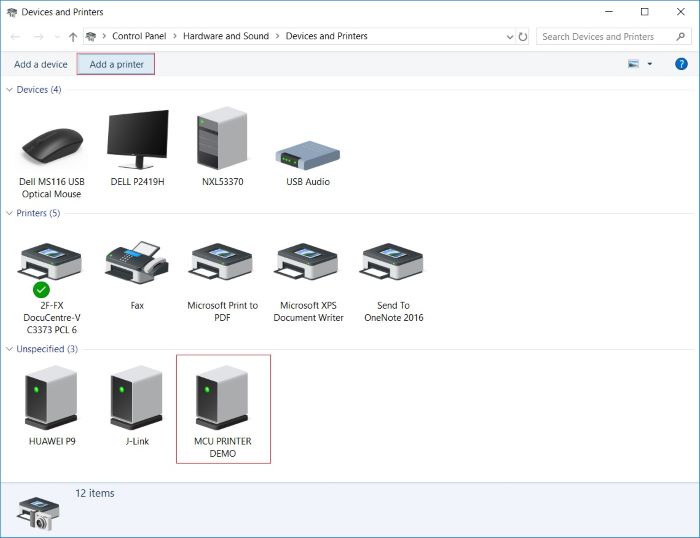 Devices and Printers
Control Panel > Hardware and Sound > Devices and Printers
Search Devices and Printers
Add a device
Add a printer
?
Devices (4)
Dell MS116 USB
Optical Mouse
DELL P2419H
NXL53370
USB Audio
Printers (5)
2F-FX
DocuCentre-V
C3373 PCL 6
Fax
Microsoft Print to
PDF
Microsoft XPS
Document Writer
Send To
OneNote 2016
Unspecified (3)
HUAWEI P9
J-Link
MCU PRINTER
DEMO
12 items